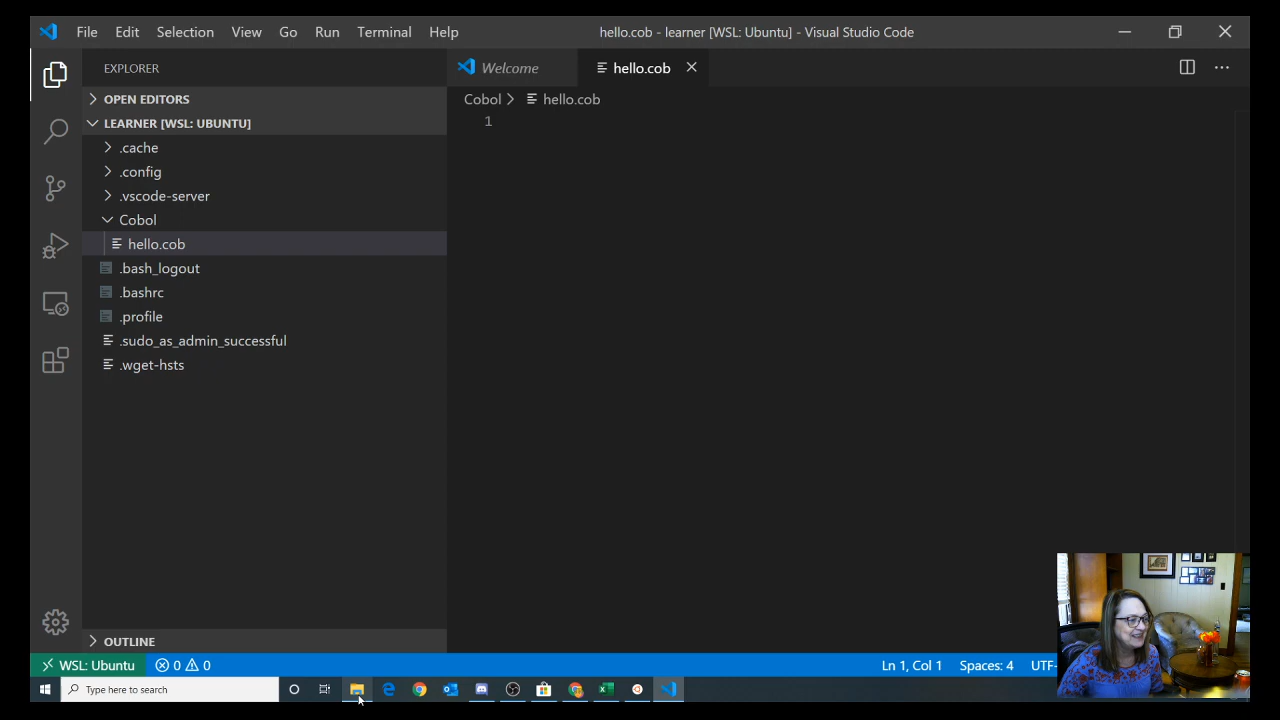 File Edit Selection View Go Run Terminal Help
hello.cob - learner [WSL: Ubuntu] - Visual Studio Code
EXPLORER
Welcome
hello.cob
OPEN EDITORS
Cobol > hello.cob
LEARNER [WSL: UBUNTU]
1
.cache
.config
.vscode-server
Cobol
hello.cob
.bash_logout
.bashrc
.profile
.sudo_as_admin_successful
.wget-hsts
OUTLINE
WSL: Ubuntu 0 0 Ln 1, Col 1 Spaces: 4 UTF-
Type here to search